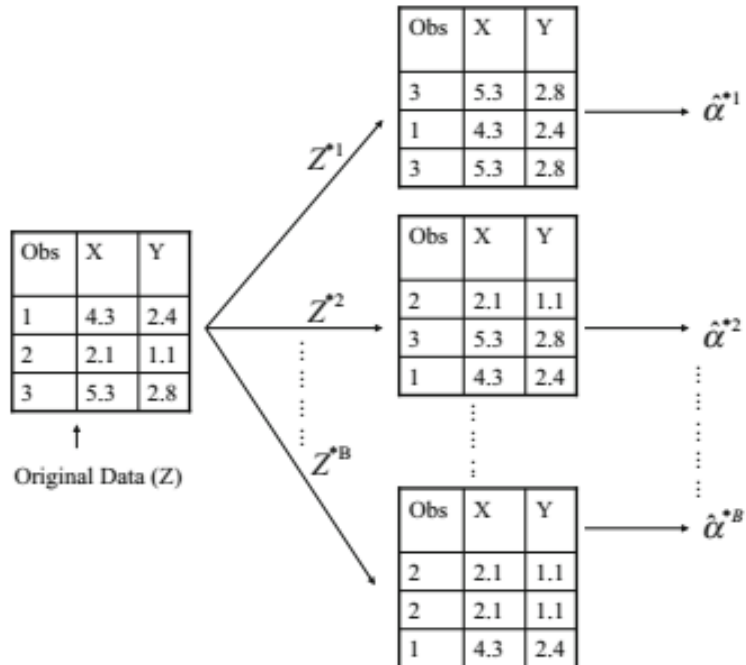 Obs X Y
3 5.3 2.8
1 4.3 2.4
3 5.3 2.8
α̂*1
Z*1
Obs X Y
1 4.3 2.4
2 2.1 1.1
3 5.3 2.8
Original Data (Z)
Z*2
Obs X Y
2 2.1 1.1
3 5.3 2.8
1 4.3 2.4
α̂*2
Z*B
Obs X Y
2 2.1 1.1
2 2.1 1.1
1 4.3 2.4
α̂*B